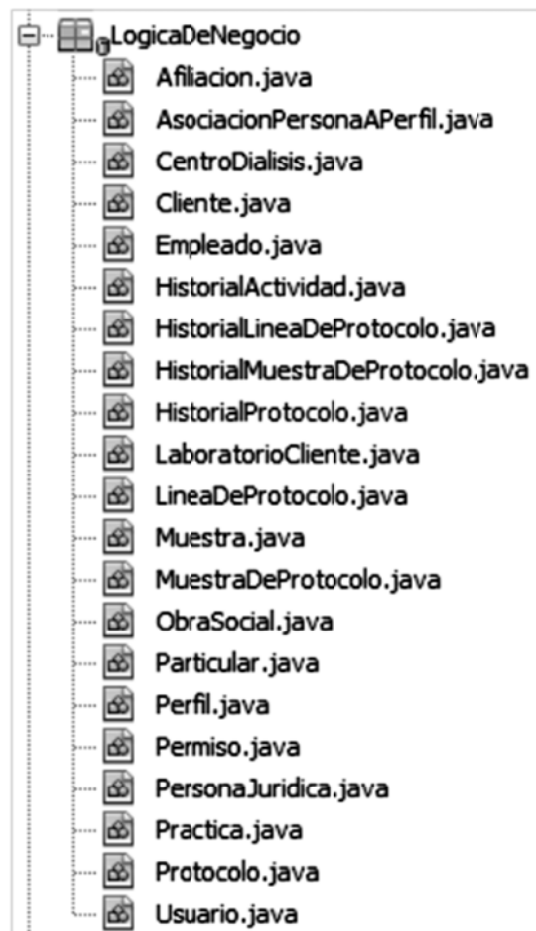 LogicaDeNegocio
Afiliacion.java
AsociacionPersonaAPerfil.java
CentroDialisis.java
Cliente.java
Empleado.java
HistorialActividad.java
HistorialLineaDeProtocolo.java
HistorialMuestraDeProtocolo.java
HistorialProtocolo.java
LaboratorioCliente.java
LineaDeProtocolo.java
Muestra.java
MuestraDeProtocolo.java
ObraSocial.java
Particular.java
Perfil.java
Permiso.java
PersonaJuridica.java
Practica.java
Protocolo.java
Usuario.java